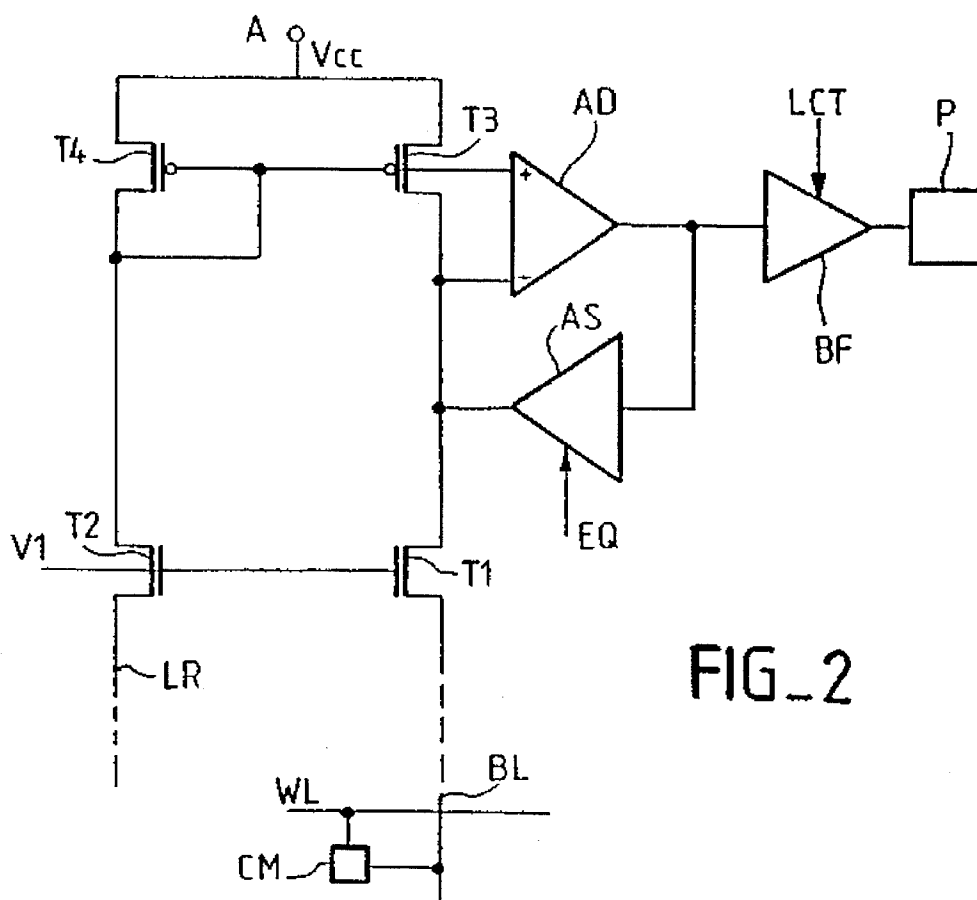 A
Vcc
T4
T3
AD
LCT
P
+
-
AS
BF
EQ
V1
T2
T1
LR
FIG_2
WL
BL
CM